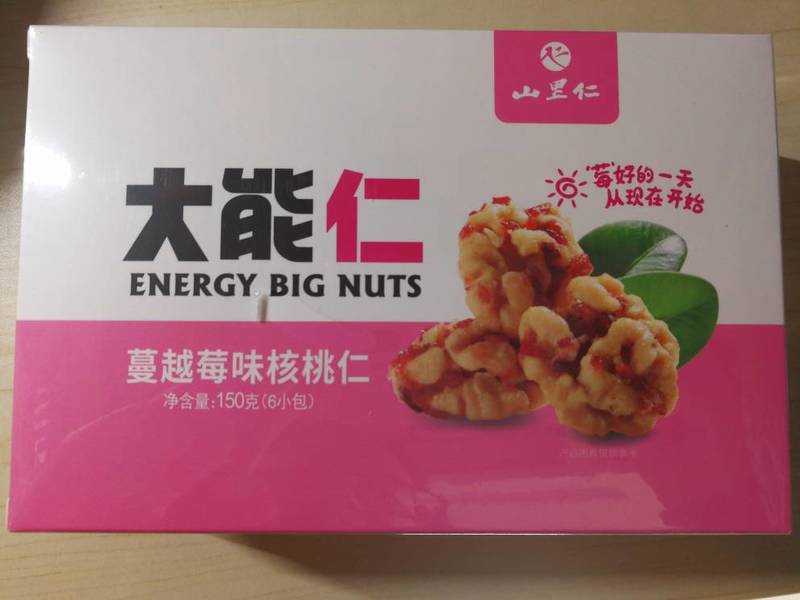 山里仁
大能仁
ENERGY BIG NUTS
“莓”好的一天
从现在开始
蔓越莓味核桃仁
净含量:150克(6小包)